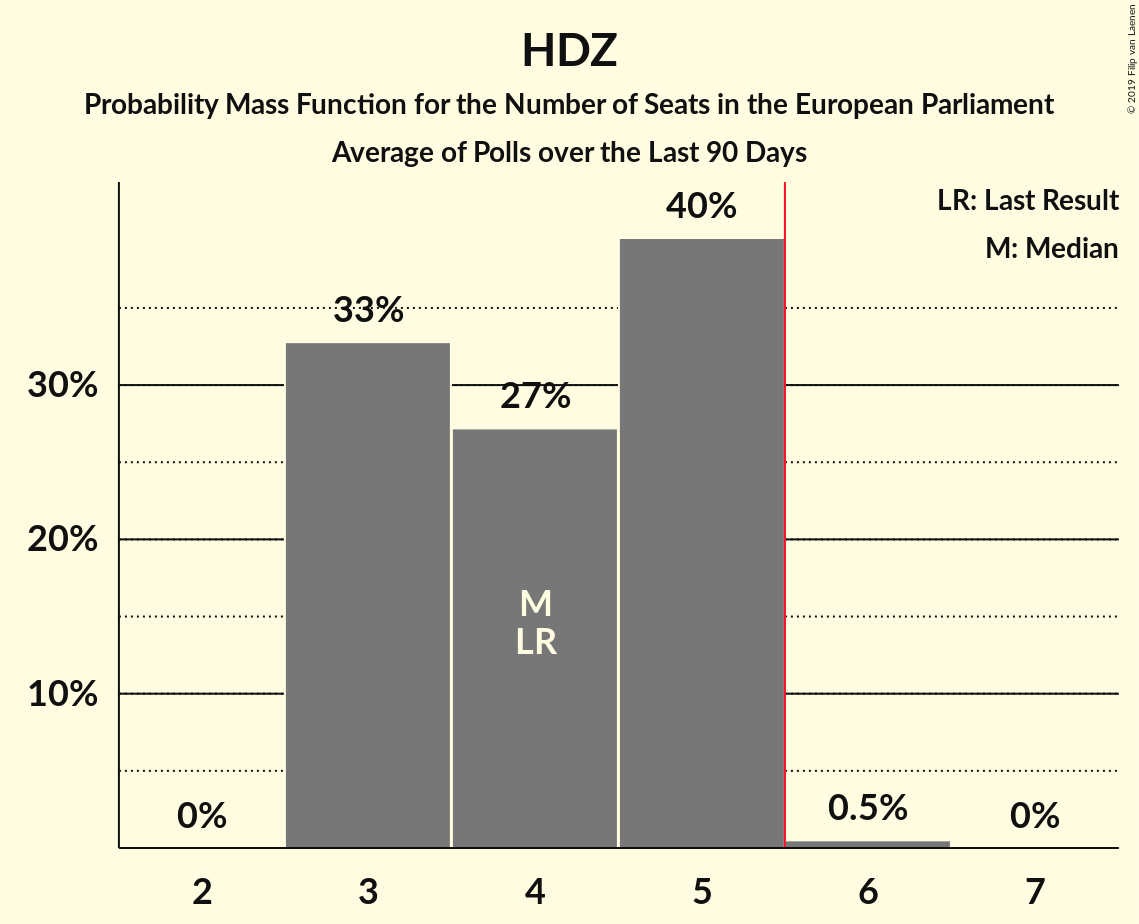 HDZ
Probability Mass Function for the Number of Seats in the European Parliament
Average of Polls over the Last 90 Days
© 2019 Filip van Laenen
LR: Last Result
M: Median
40%
33%
27%
30%
20%
10%
M
LR
0%
0.5%
0%
2 3 4 5 6 7